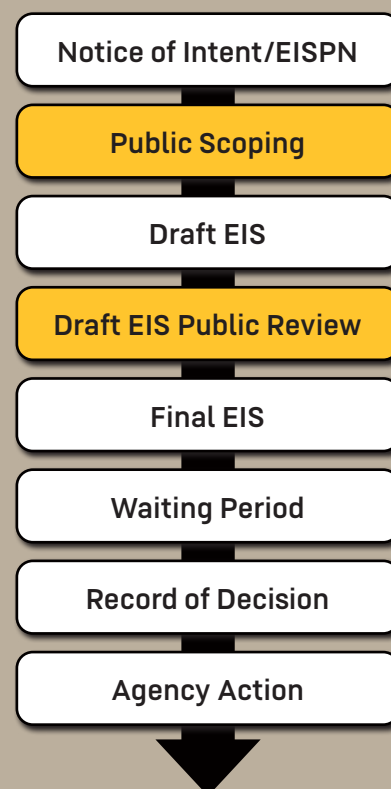 Notice of Intent/EISPN
Public Scoping
Draft EIS
Draft EIS Public Review
Final EIS
Waiting Period
Record of Decision
Agency Action